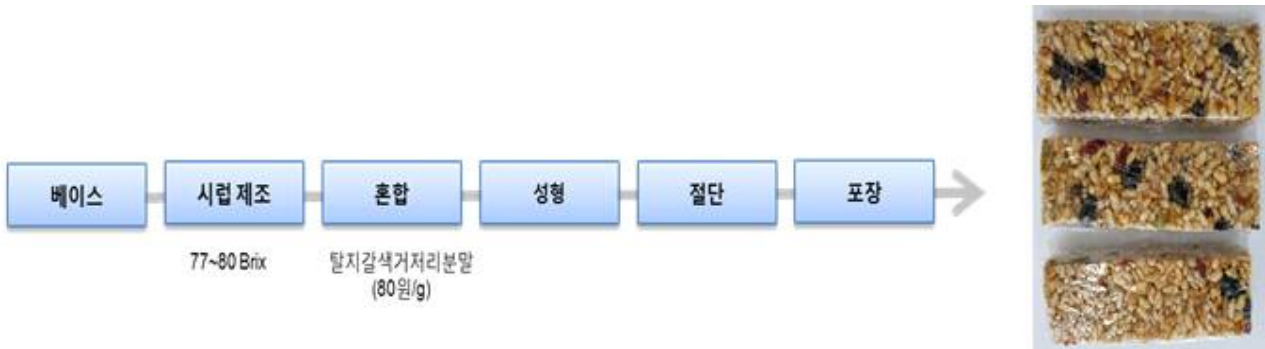 베이스
시럽 제조
혼합
성형
절단
포장
77~80 Brix
탈지갈색거저리분말
(80원/g)